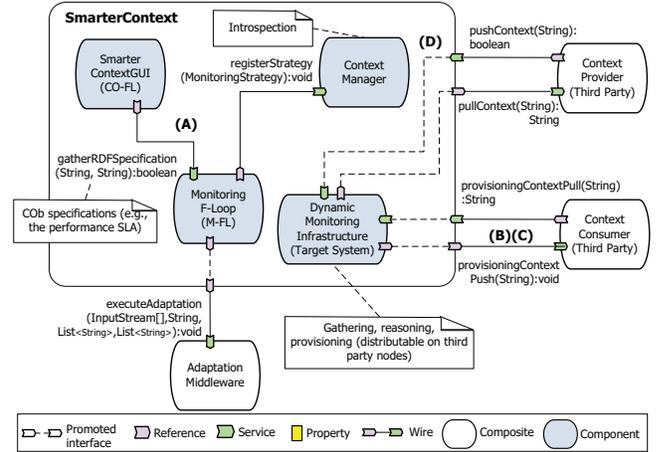 SmarterContext
Introspection
(D)
pushContext(String):
boolean
Smarter
ContextGUI
(CO-FL)
registerStrategy
(MonitoringStrategy):void
Context
Manager
Context
Provider
(Third Party)
pullContext(String):
String
(A)
gatherRDFSpecification
(String, String):boolean
COb specifications (e.g.,
the performance SLA)
Monitoring
F-Loop
(M-FL)
Dynamic
Monitoring
Infrastructure
(Target System)
provisioningContextPull(String)
:String
(B)(C)
provisioningContext
Push(String):void
Context
Consumer
(Third Party)
executeAdaptation
(InputStream[],String,
List<String>,List<String>):void
Adaptation
Middleware
Gathering, reasoning,
provisioning (distributable on third
party nodes)
Promoted
interface
Reference
Service
Property
Wire
Composite
Component